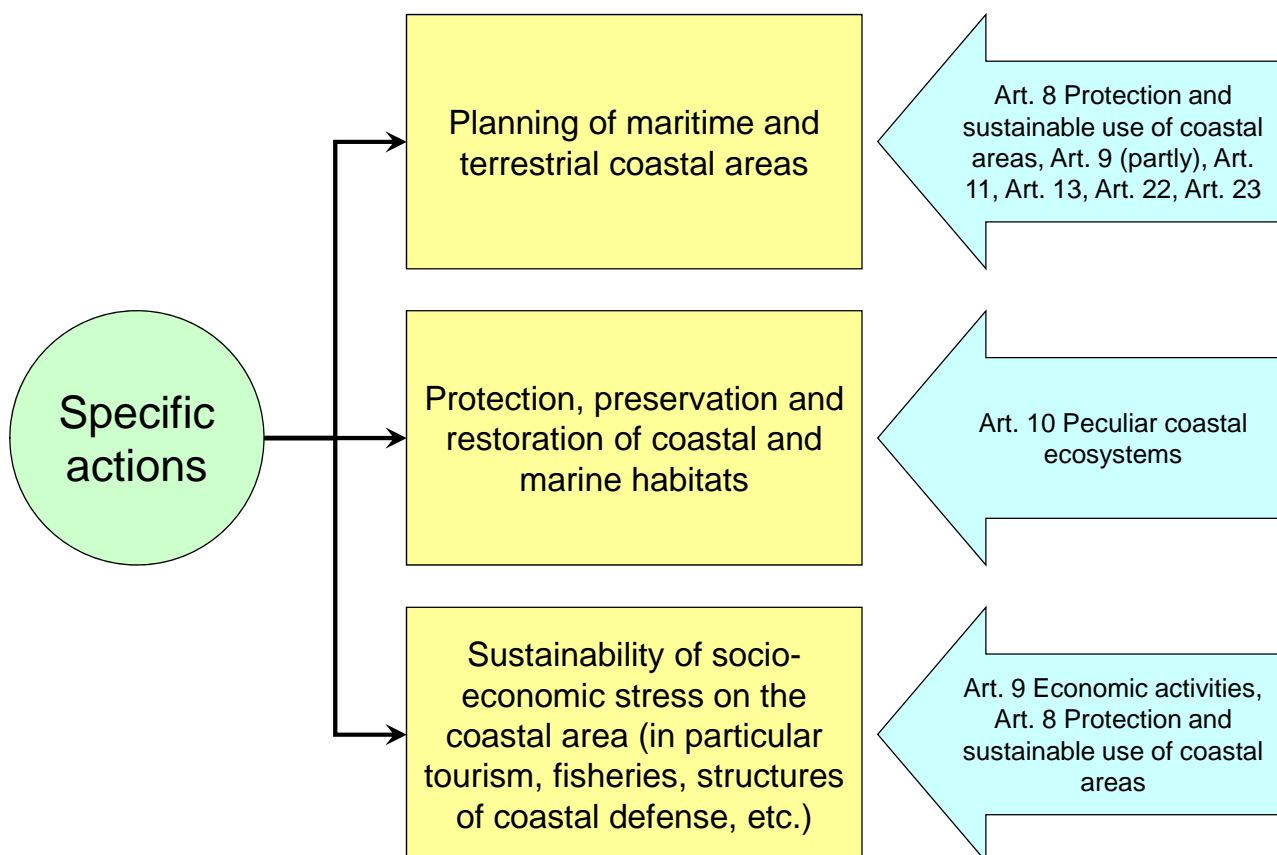 Specific
actions
Planning of maritime and
terrestrial coastal areas
Art. 8 Protection and
sustainable use of coastal
areas, Art. 9 (partly), Art.
11, Art. 13, Art. 22, Art. 23
Protection, preservation and
restoration of coastal and
marine habitats
Art. 10 Peculiar coastal
ecosystems
Sustainability of socio-
economic stress on the
coastal area (in particular
tourism, fisheries, structures
of coastal defense, etc.)
Art. 9 Economic activities,
Art. 8 Protection and
sustainable use of coastal
areas